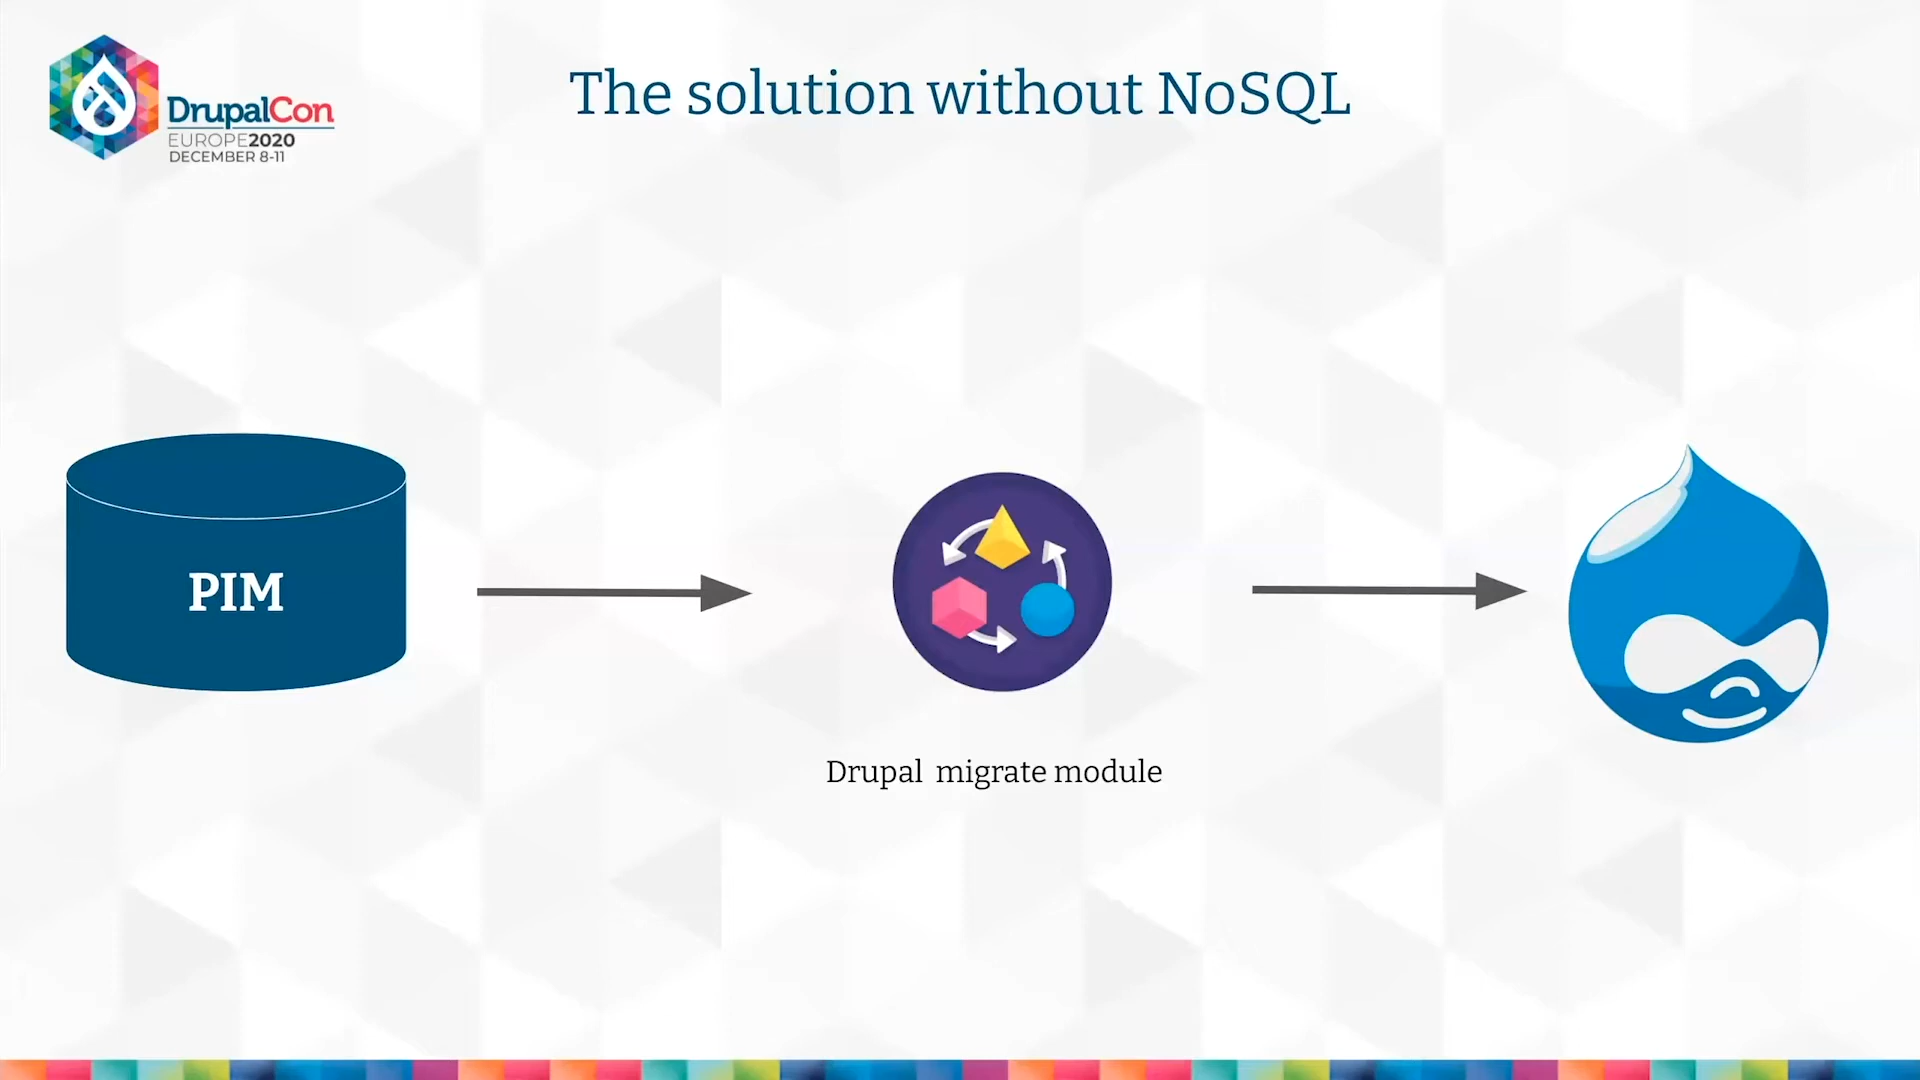 DrupalCon
EUROPE2020
DECEMBER 8-11
The solution without NoSQL
PIM
Drupal migrate module